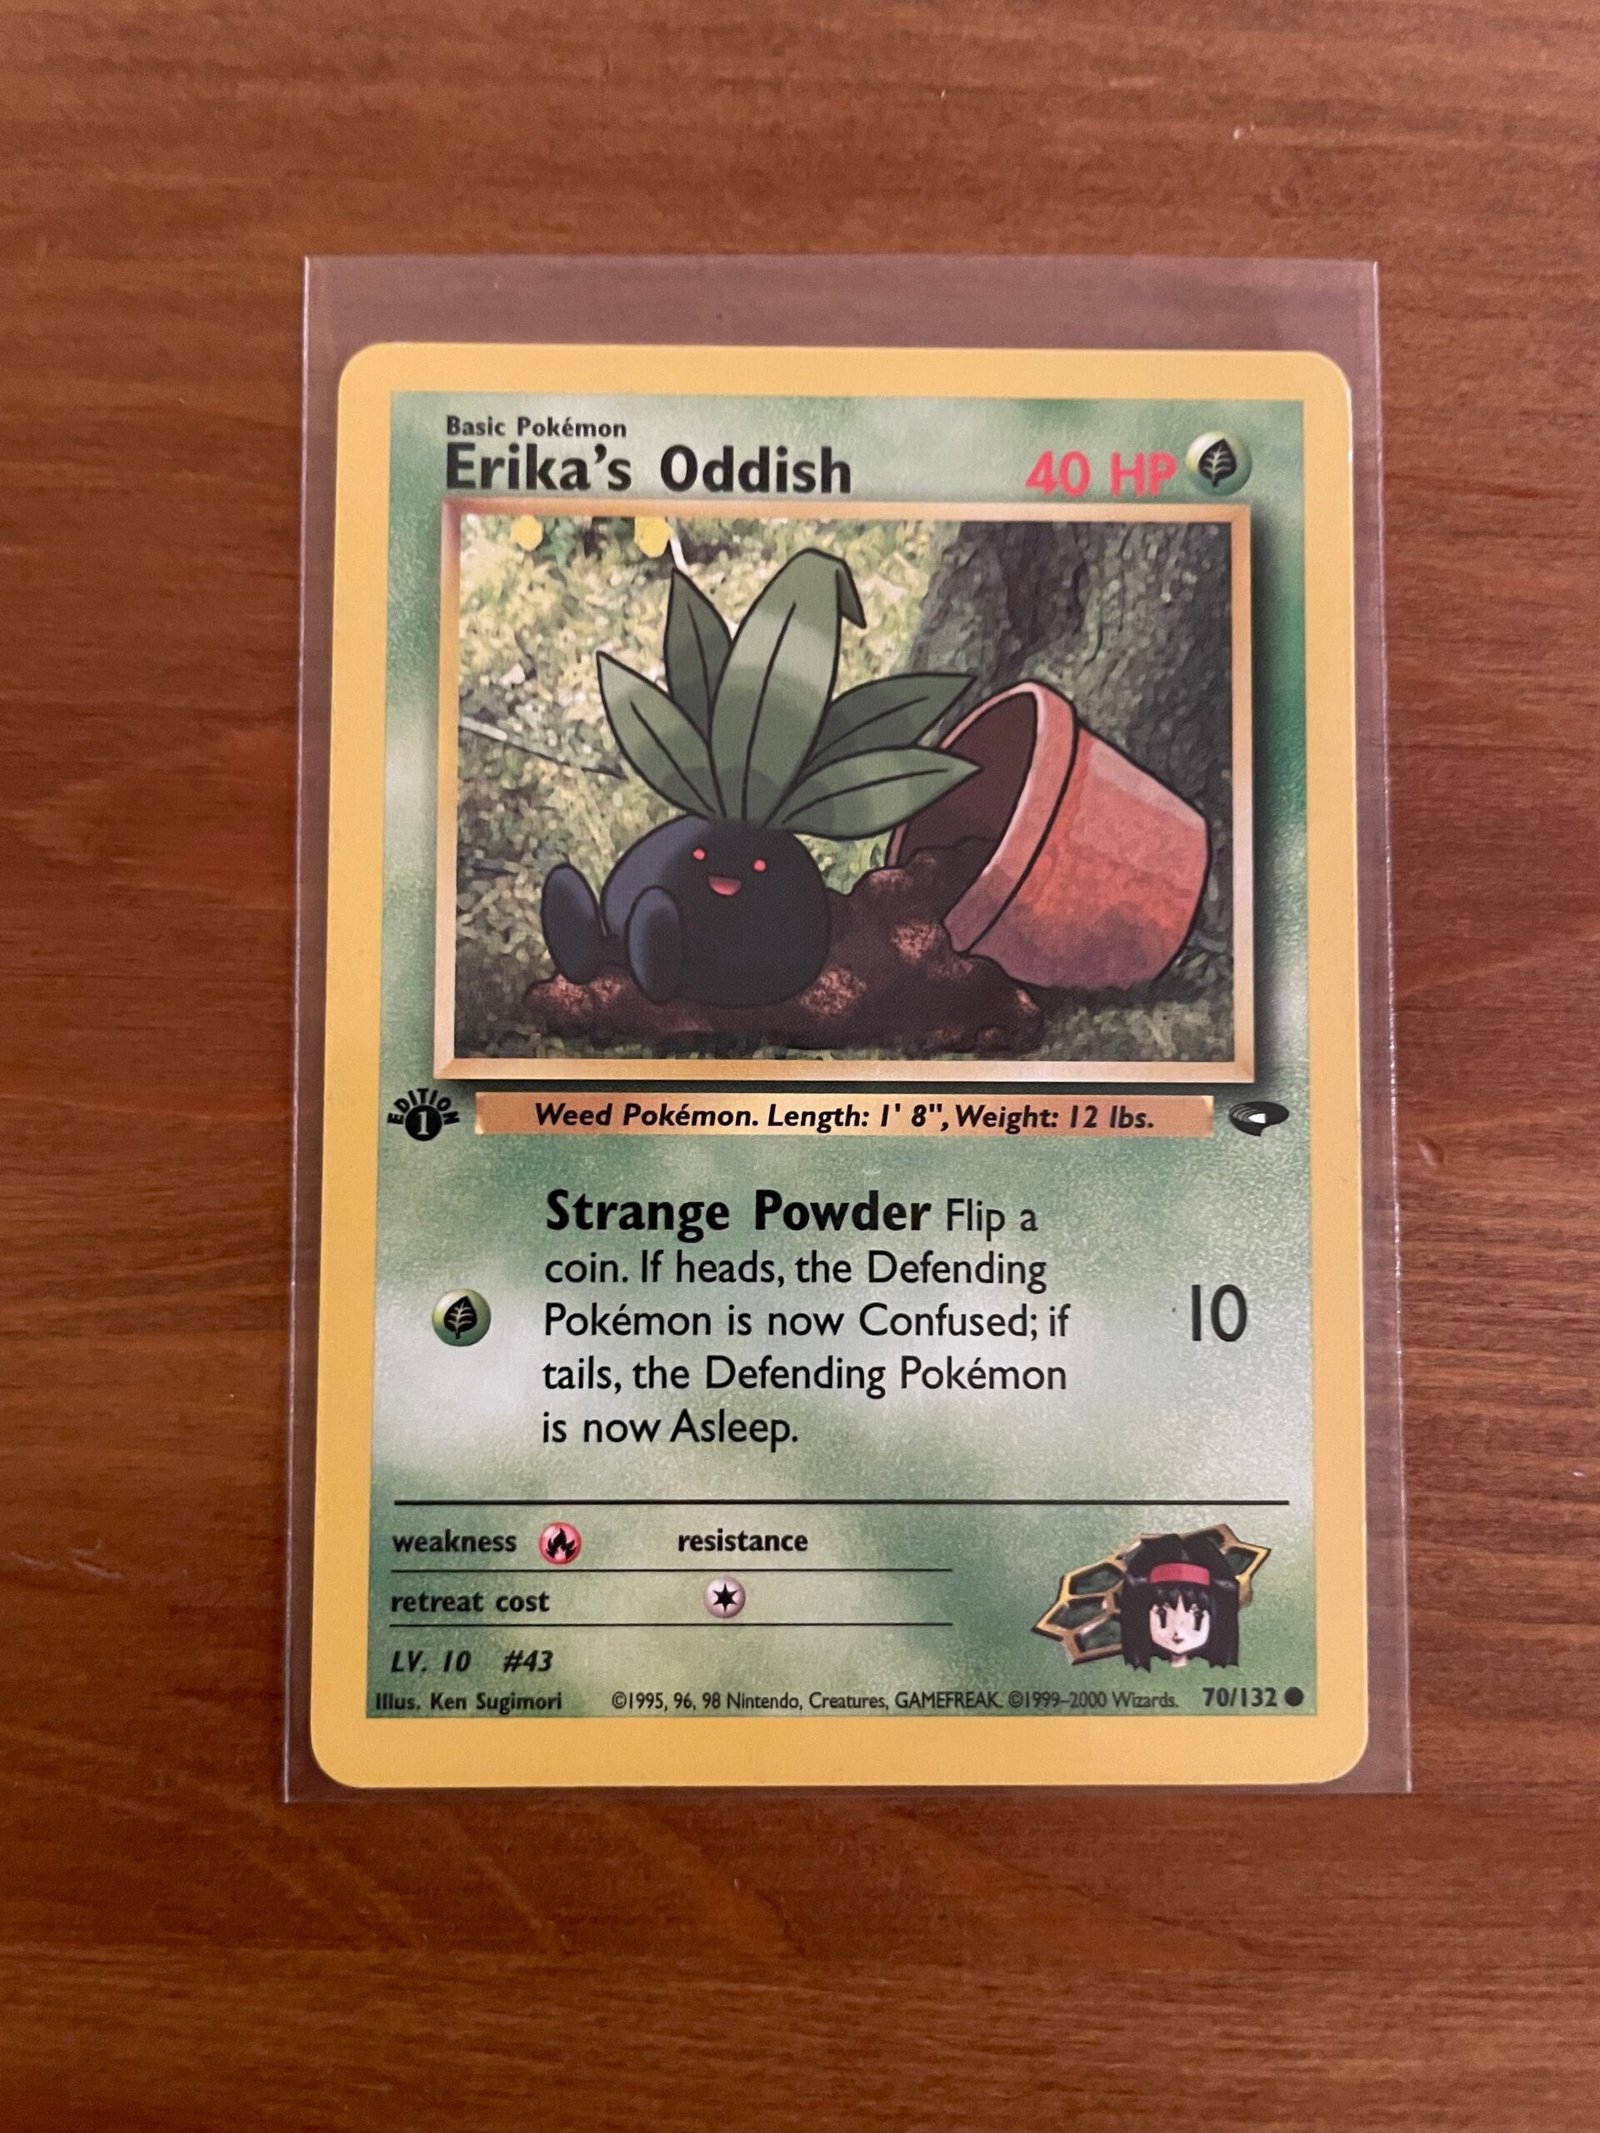 Basic Pokémon
Erika's Oddish 40 HP
EDITION 1
Weed Pokémon. Length: 1' 8", Weight: 12 lbs.
Strange Powder Flip a
coin. If heads, the Defending
Pokémon is now Confused; if
tails, the Defending Pokémon
is now Asleep.
10
weakness resistance
retreat cost
LV. 10 #43
Illus. Ken Sugimori ©1995, 96, 98 Nintendo, Creatures, GAMEFREAK. ©1999–2000 Wizards. 70/132